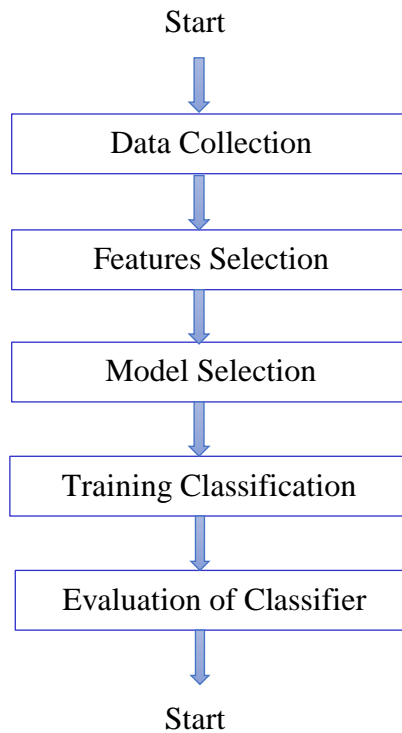 Start
Data Collection
Features Selection
Model Selection
Training Classification
Evaluation of Classifier
Start